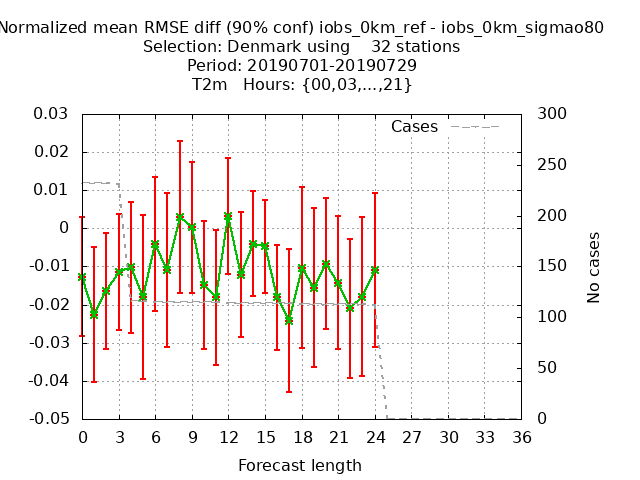 Normalized mean RMSE diff (90% conf) iobs_0km_ref - iobs_0km_sigmao80
Selection: Denmark using    32 stations
Period: 20190701-20190729
T2m   Hours: {00,03,...,21}
0.03
0.02
0.01
0
-0.01
-0.02
-0.03
-0.04
-0.05
Cases
300
250
200
150
100
50
0
No cases
0 3 6 9 12 15 18 21 24 27 30 33 36
Forecast length